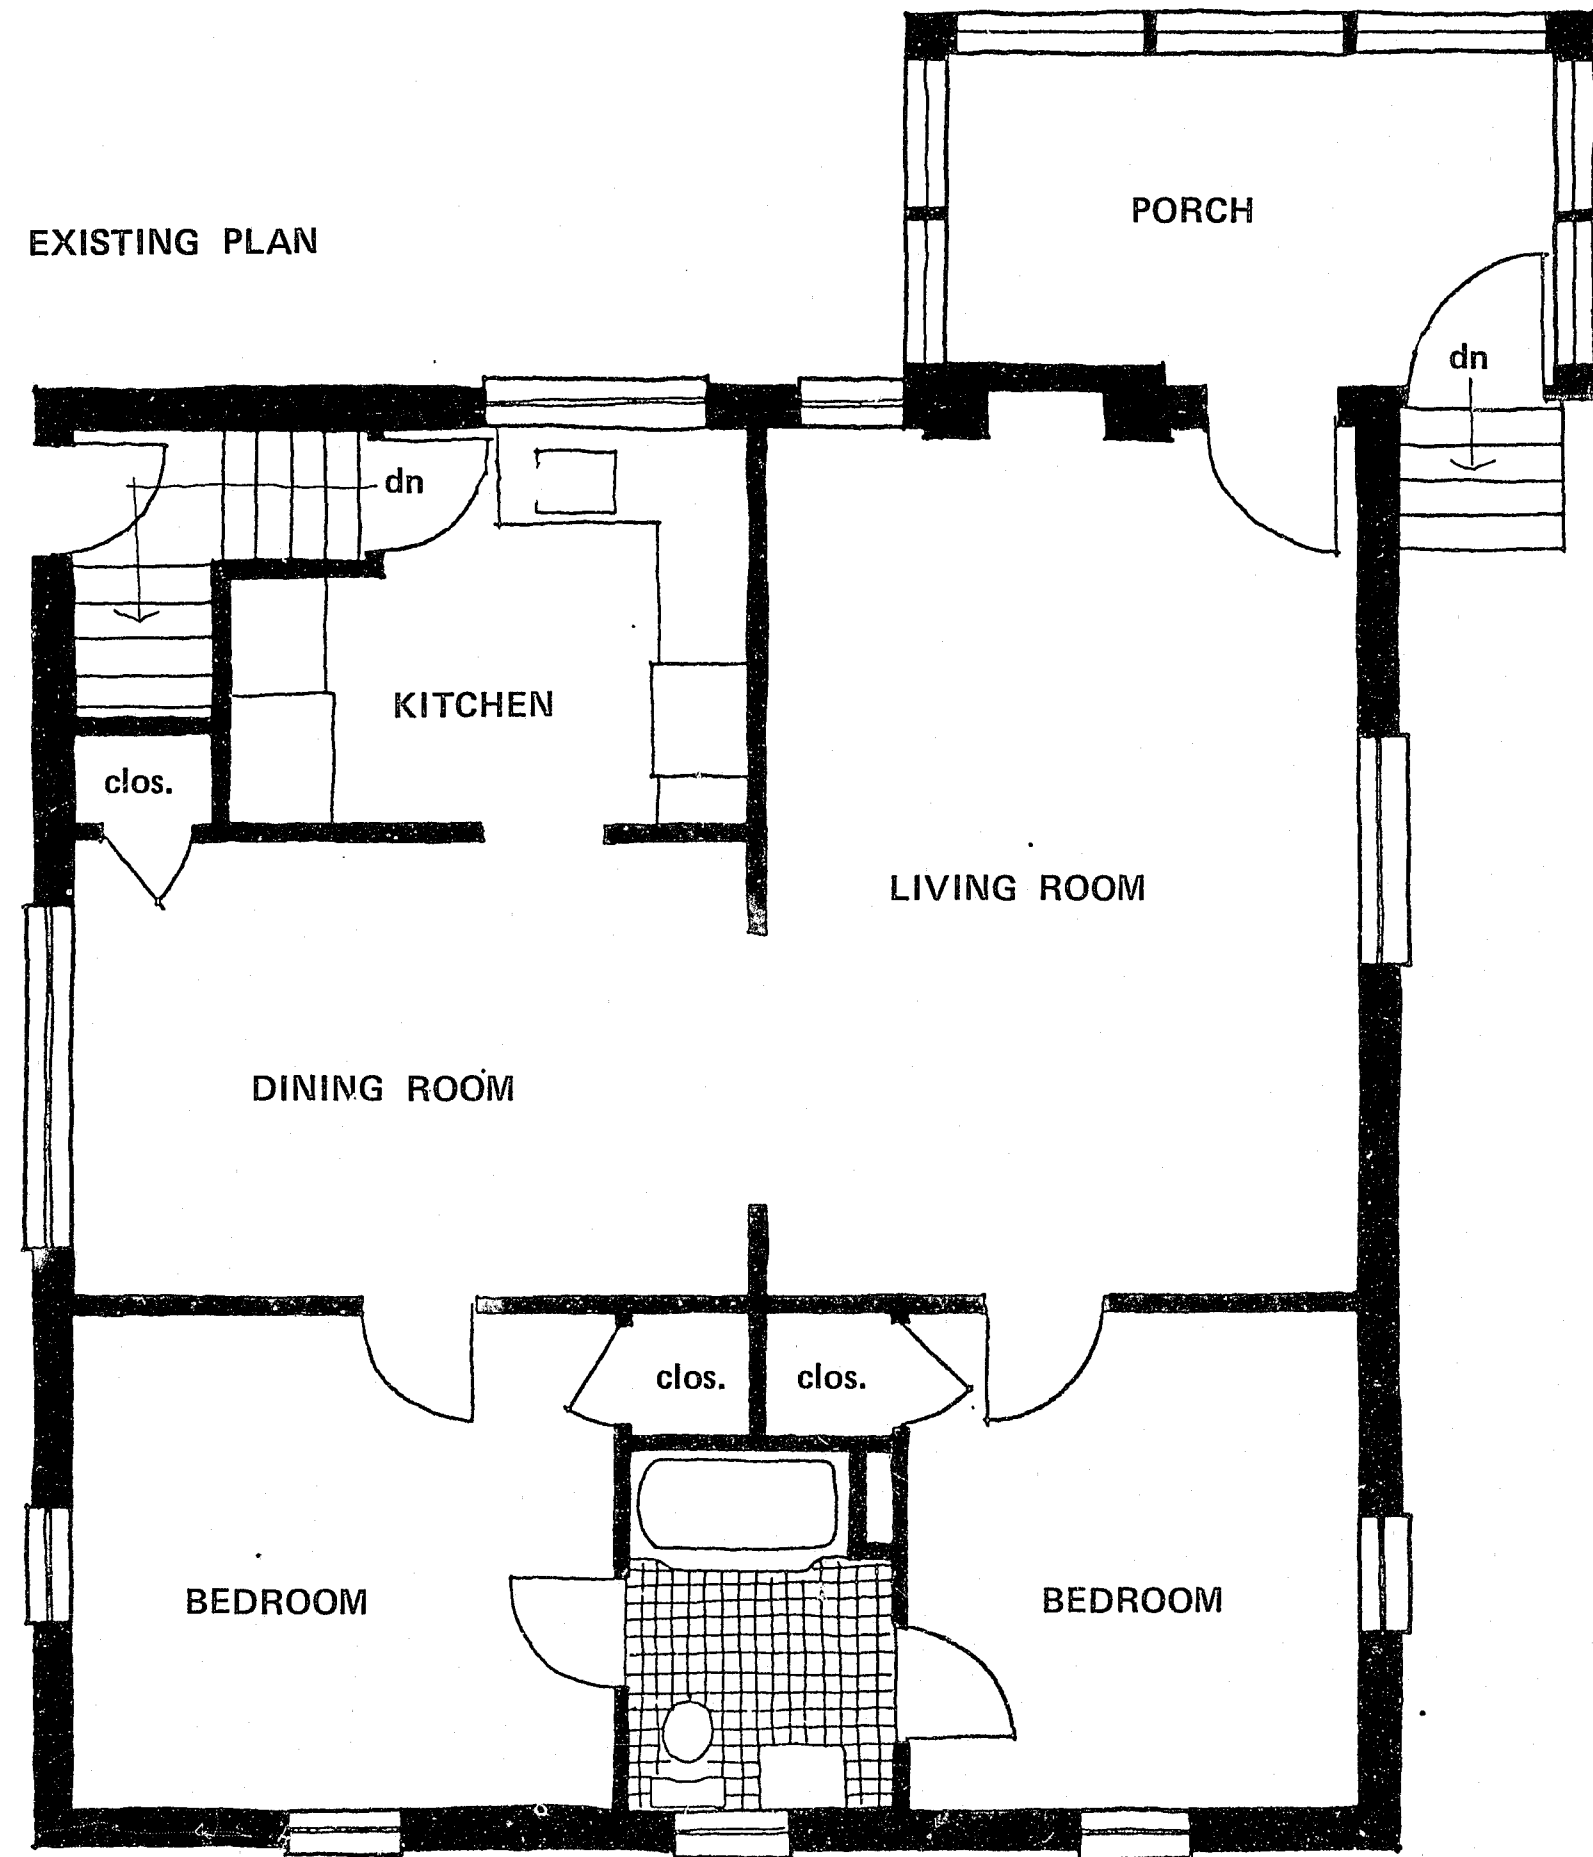 PORCH
EXISTING PLAN
dn
dn
KITCHEN
clos.
LIVING ROOM
DINING ROOM
clos.
clos.
BEDROOM
BEDROOM